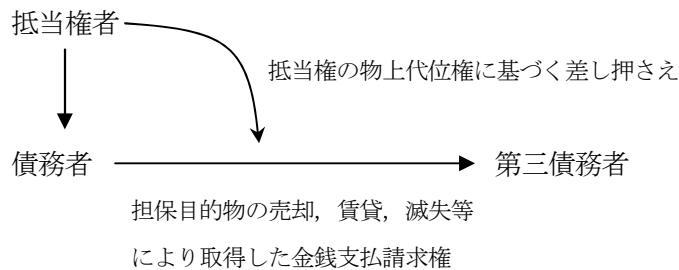 抵当権者
抵当権の物上代位権に基づく差し押さえ
債務者
第三債務者
担保目的物の売却，賃貸，滅失等
により取得した金銭支払請求権